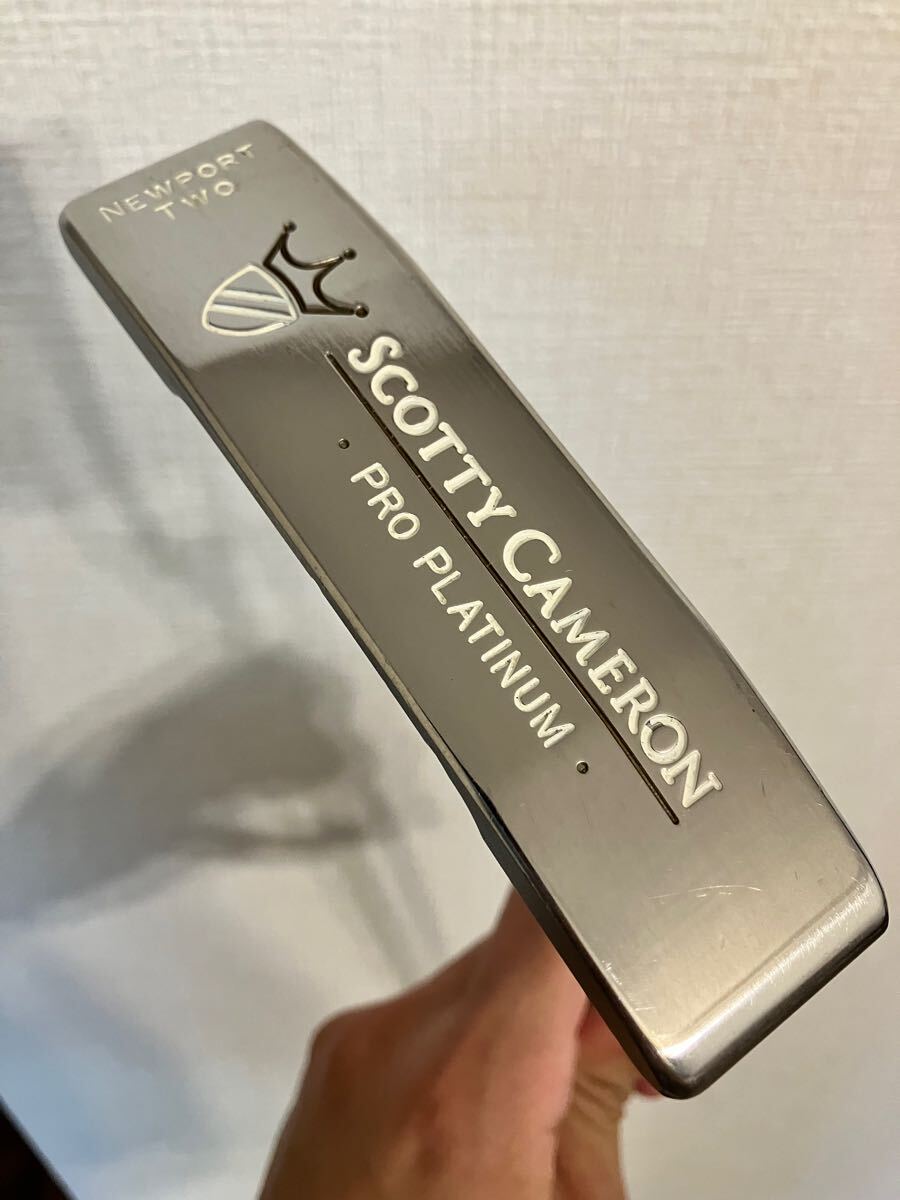 NEWPORT
TWO
SCOTTY CAMERON
· PRO PLATINUM ·